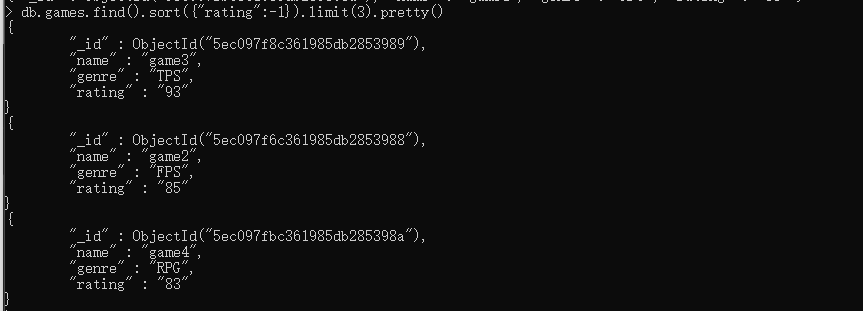 > db.games.find().sort({"rating":-1}).limit(3).pretty()
{
"_id" : ObjectId("5ec097f8c361985db2853989"),
"name" : "game3",
"genre" : "TPS",
"rating" : "93"
}
{
"_id" : ObjectId("5ec097f6c361985db2853988"),
"name" : "game2",
"genre" : "FPS",
"rating" : "85"
}
{
"_id" : ObjectId("5ec097fbc361985db285398a"),
"name" : "game4",
"genre" : "RPG",
"rating" : "83"
}